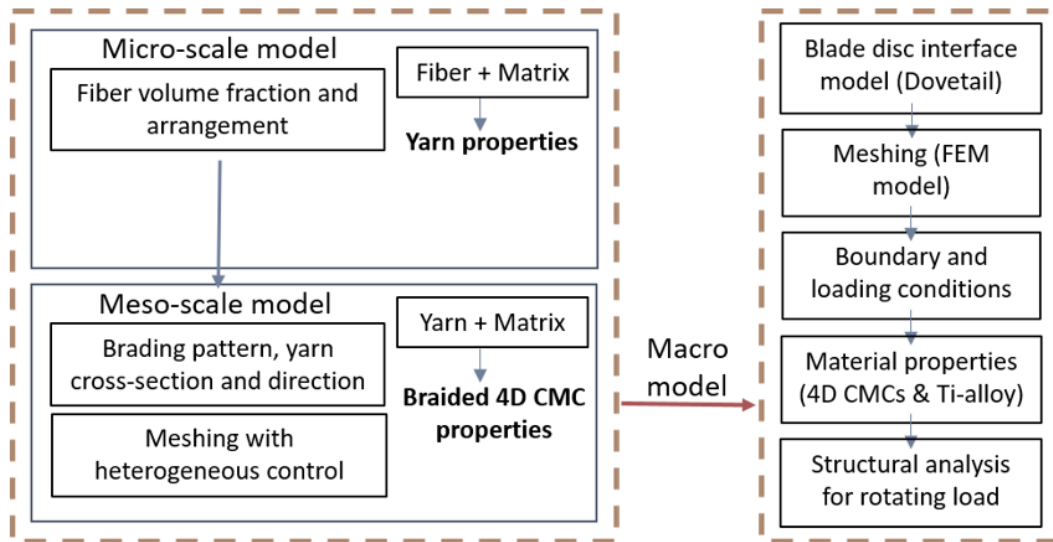 Micro-scale model
Fiber volume fraction and
arrangement
Fiber + Matrix
Yarn properties
Meso-scale model
Brading pattern, yarn
cross-section and direction
Meshing with
heterogeneous control
Yarn + Matrix
Braided 4D CMC
properties
Macro
model
Blade disc interface
model (Dovetail)
Meshing (FEM
model)
Boundary and
loading conditions
Material properties
(4D CMCs & Ti-alloy)
Structural analysis
for rotating load